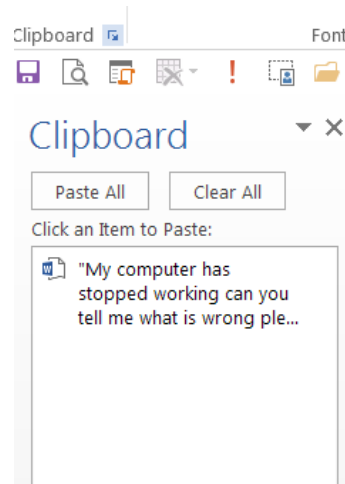 Clipboard Font
Clipboard
Paste All Clear All
Click an Item to Paste:
"My computer has
stopped working can you
tell me what is wrong ple...